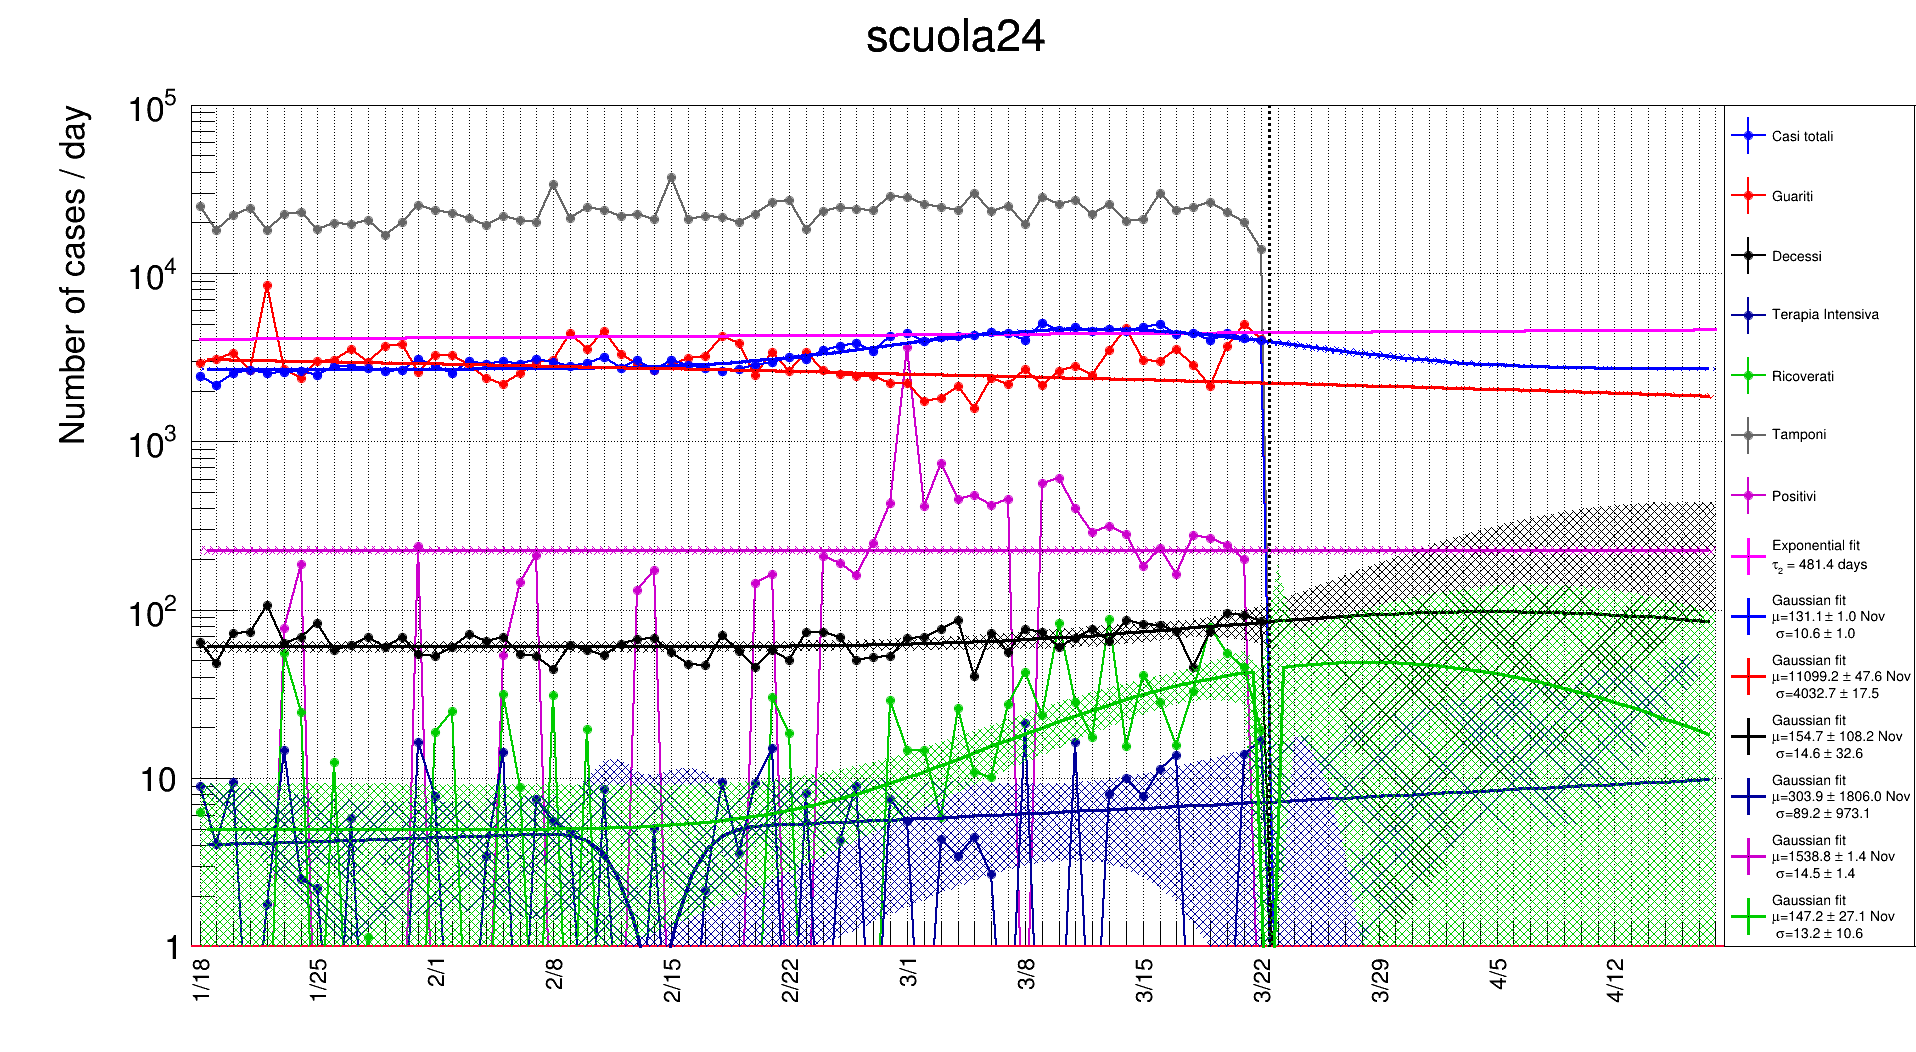 scuola24
Number of cases / day
10^5
10^4
10^3
10^2
10
1
1/18
1/25
2/1
2/8
2/15
2/22
3/1
3/8
3/15
3/22
3/29
4/5
4/12
Casi totali
Guariti
Decessi
Terapia Intensiva
Ricoverati
Tamponi
Positivi
Exponential fit
τ₂ = 481.4 days
Gaussian fit
μ=131.1 ± 1.0 Nov
σ=10.6 ± 1.0
Gaussian fit
μ=11099.2 ± 47.6 Nov
σ=4032.7 ± 17.5
Gaussian fit
μ=154.7 ± 108.2 Nov
σ=14.6 ± 32.6
Gaussian fit
μ=303.9 ± 1806.0 Nov
σ=89.2 ± 973.1
Gaussian fit
μ=1538.8 ± 1.4 Nov
σ=14.5 ± 1.4
Gaussian fit
μ=147.2 ± 27.1 Nov
σ=13.2 ± 10.6